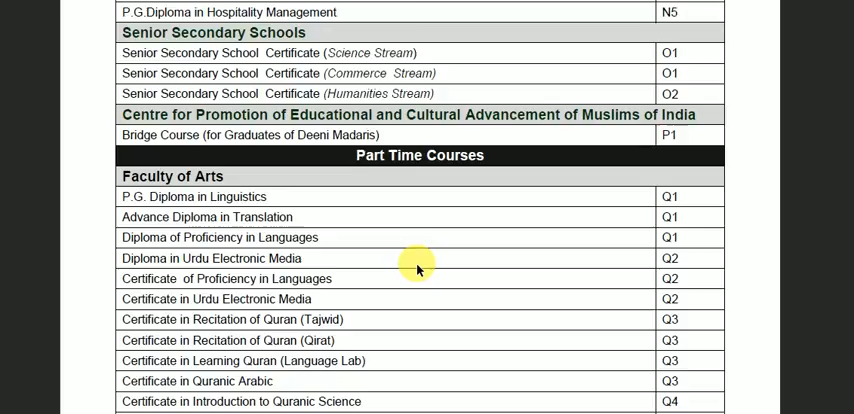 P.G.Diploma in Hospitality Management N5
Senior Secondary Schools
Senior Secondary School Certificate (Science Stream) O1
Senior Secondary School Certificate (Commerce Stream) O1
Senior Secondary School Certificate (Humanities Stream) O2
Centre for Promotion of Educational and Cultural Advancement of Muslims of India
Bridge Course (for Graduates of Deeni Madaris) P1
Part Time Courses
Faculty of Arts
P.G. Diploma in Linguistics Q1
Advance Diploma in Translation Q1
Diploma of Proficiency in Languages Q1
Diploma in Urdu Electronic Media Q2
Certificate of Proficiency in Languages Q2
Certificate in Urdu Electronic Media Q2
Certificate in Recitation of Quran (Tajwid) Q3
Certificate in Recitation of Quran (Qirat) Q3
Certificate in Learning Quran (Language Lab) Q3
Certificate in Quranic Arabic Q3
Certificate in Introduction to Quranic Science Q4